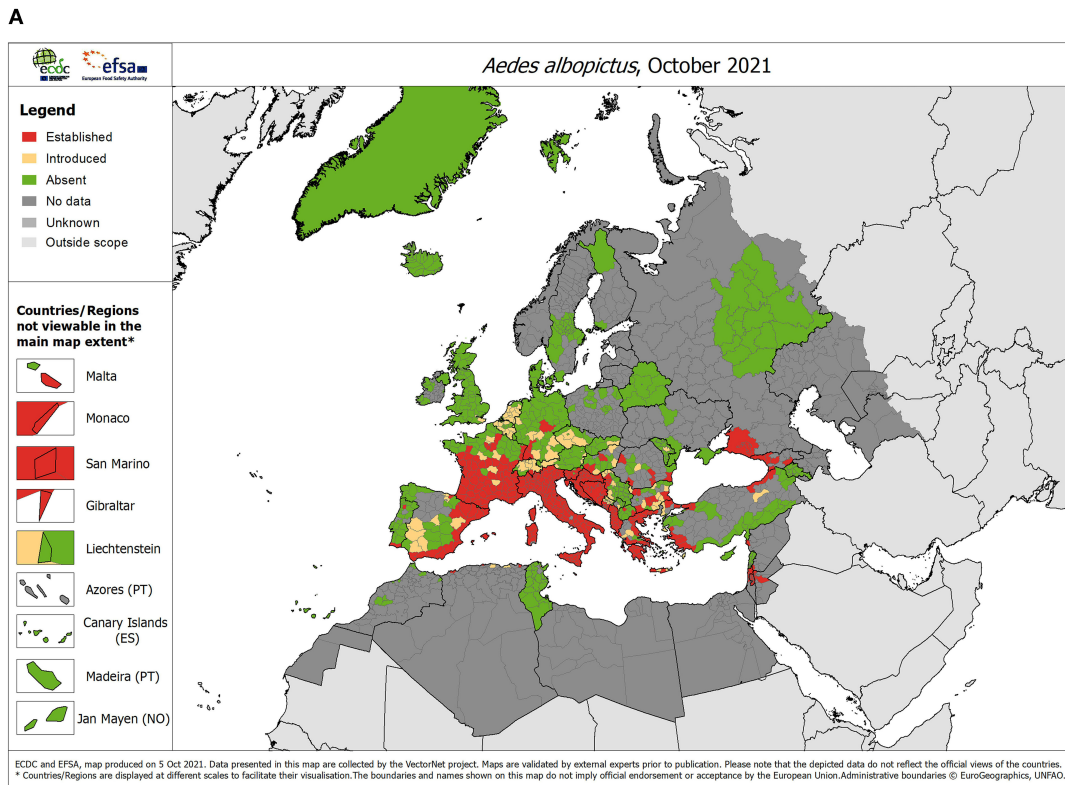 A
ecdc
efsa
European Food Safety Authority
Aedes albopictus, October 2021
Legend
Established
Introduced
Absent
No data
Unknown
Outside scope
Countries/Regions
not viewable in the
main map extent*
Malta
Monaco
San Marino
Gibraltar
Liechtenstein
Azores (PT)
Canary Islands
(ES)
Madeira (PT)
Jan Mayen (NO)
ECDC and EFSA, map produced on 5 Oct 2021. Data presented in this map are collected by the VectorNet project. Maps are validated by external experts prior to publication. Please note that the depicted data do not reflect the official views of the countries.
* Countries/Regions are displayed at different scales to facilitate their visualisation.The boundaries and names shown on this map do not imply official endorsement or acceptance by the European Union.Administrative boundaries © EuroGeographics, UNFAO.